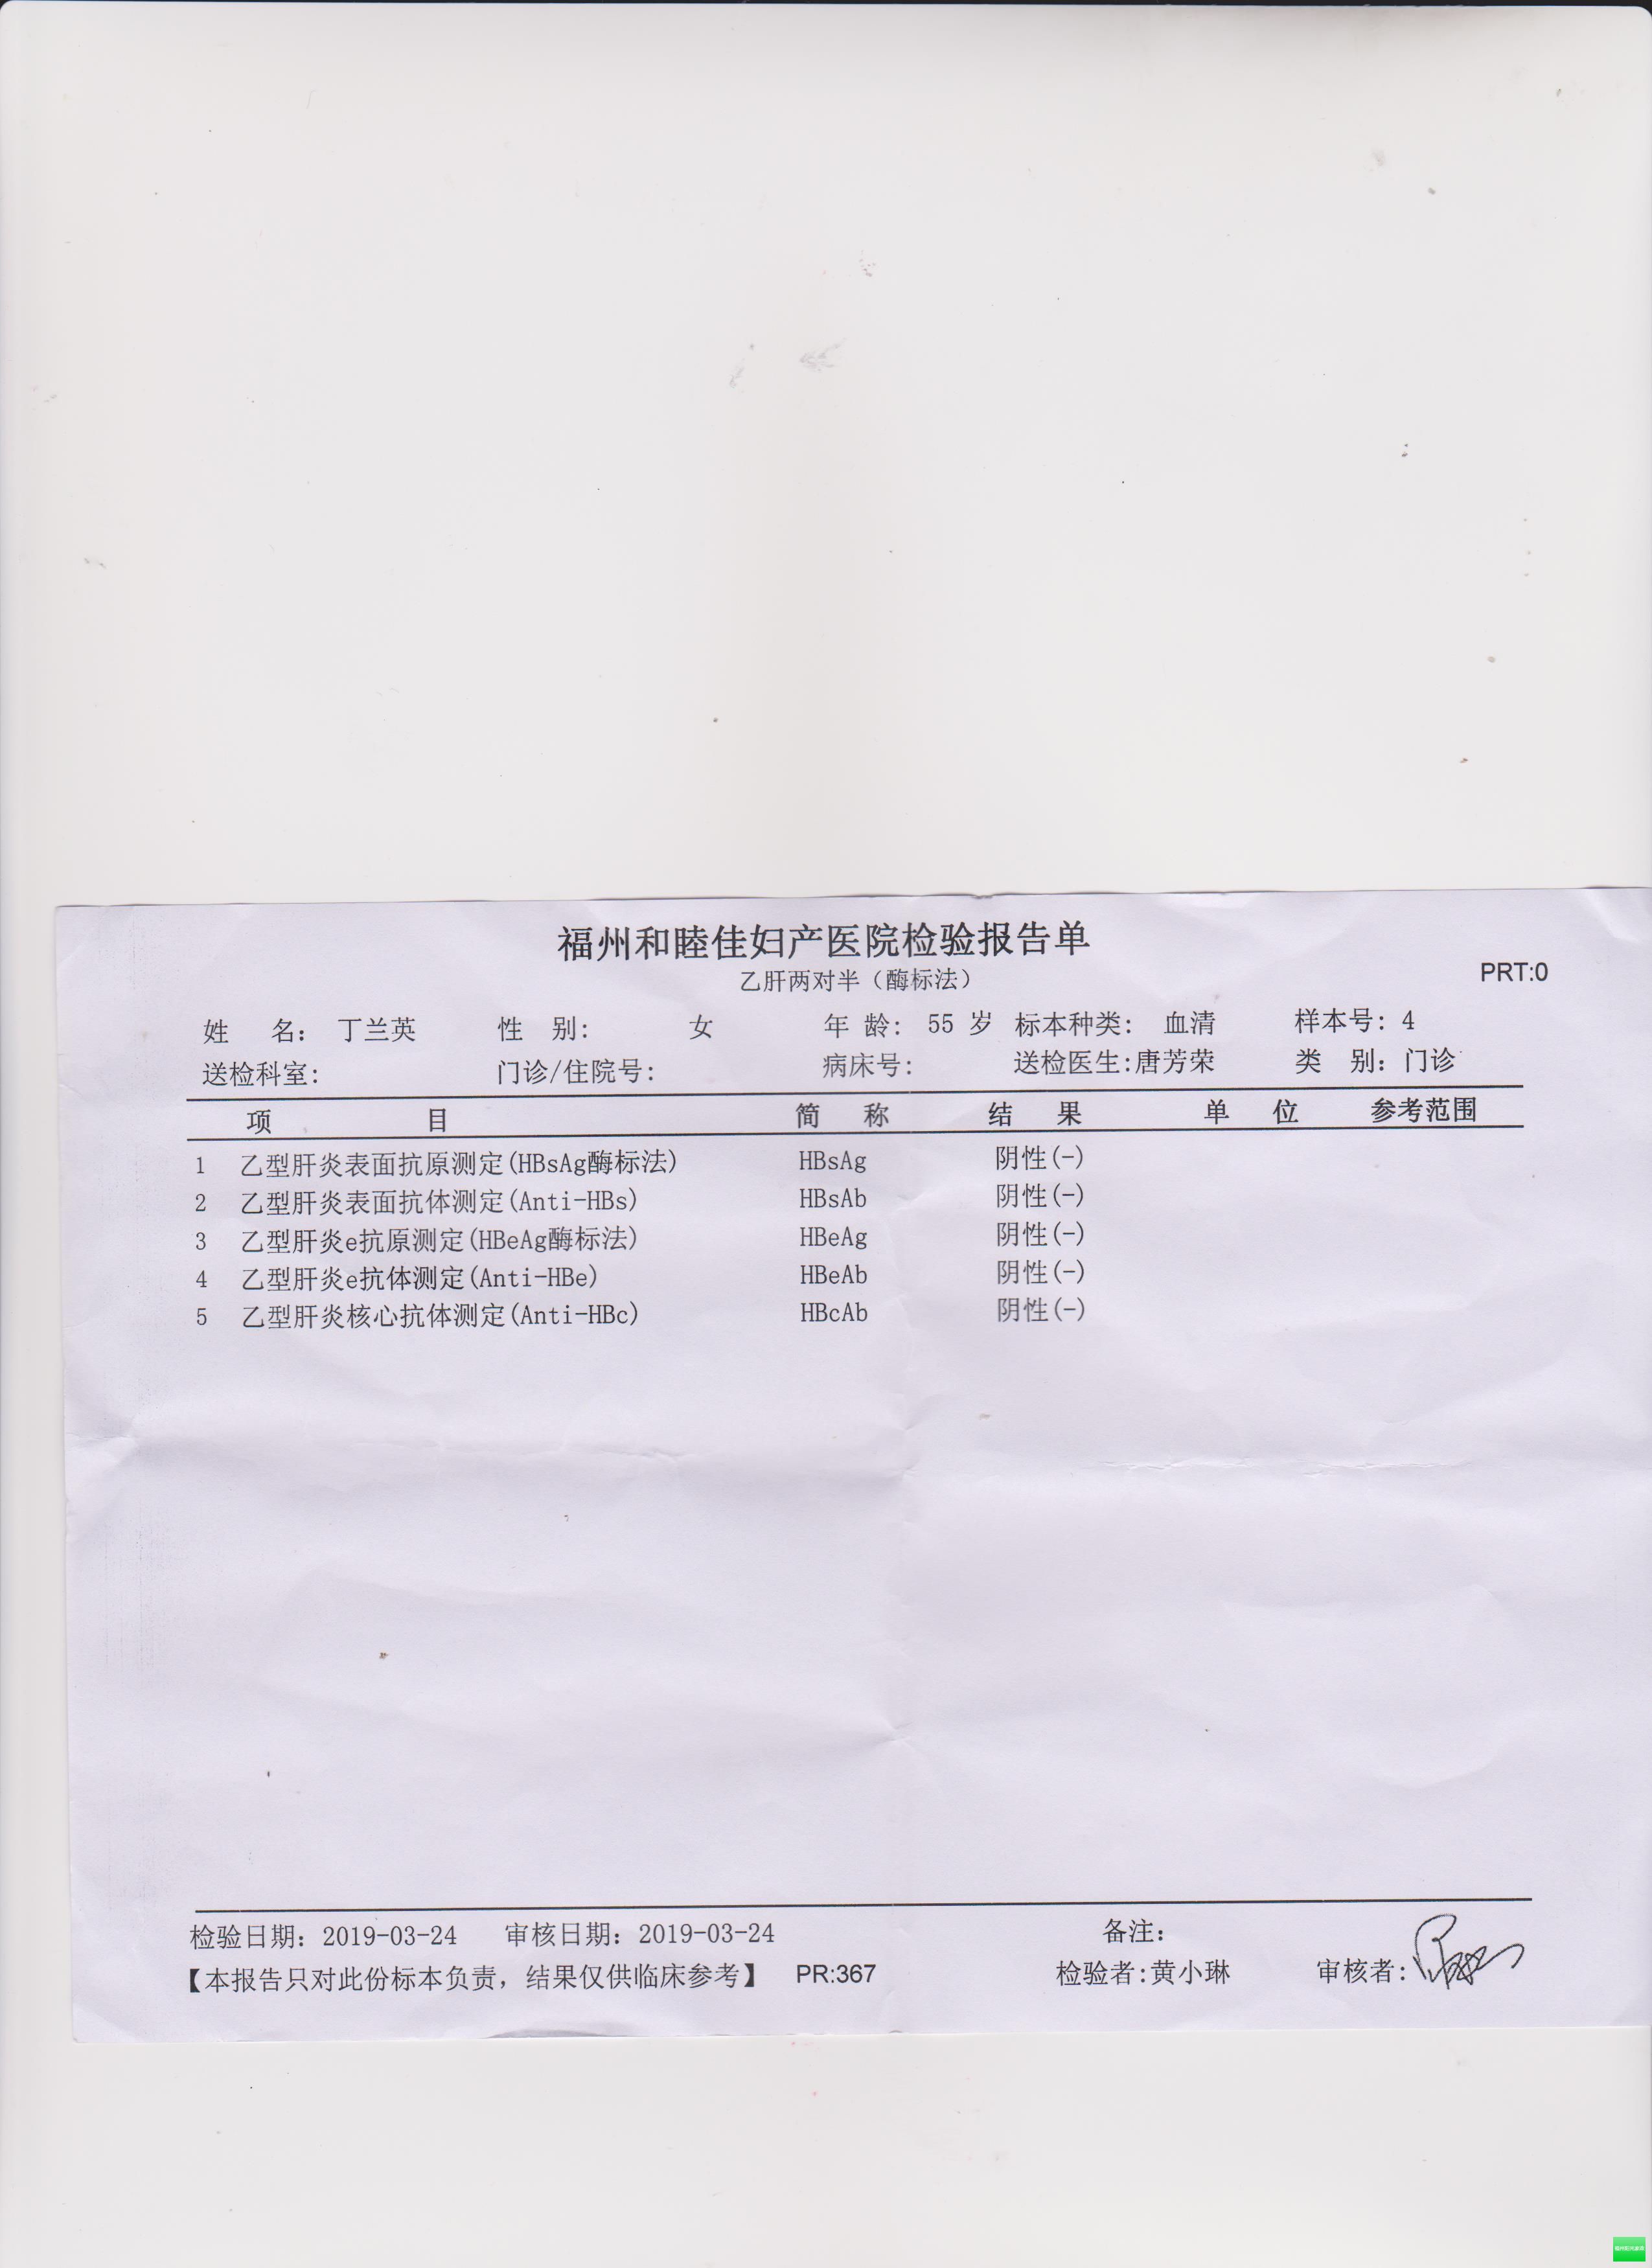 福州和睦佳妇产医院检验报告单
乙肝两对半（酶标法）
PRT:0
姓 名: 丁兰英 性 别: 女 年 龄: 55 岁 标本种类: 血清 样本号: 4
送检科室: 门诊/住院号: 病床号: 送检医生:唐芳荣 类 别: 门诊
项 目 简 称 结 果 单 位 参考范围
1 乙型肝炎表面抗原测定(HBsAg酶标法) HBsAg 阴性(-)
2 乙型肝炎表面抗体测定(Anti-HBs) HBsAb 阴性(-)
3 乙型肝炎e抗原测定(HBeAg酶标法) HBeAg 阴性(-)
4 乙型肝炎e抗体测定(Anti-HBe) HBeAb 阴性(-)
5 乙型肝炎核心抗体测定(Anti-HBc) HBcAb 阴性(-)
检验日期: 2019-03-24 审核日期: 2019-03-24 备注:
【本报告只对此份标本负责，结果仅供临床参考】 PR:367 检验者:黄小琳 审核者: